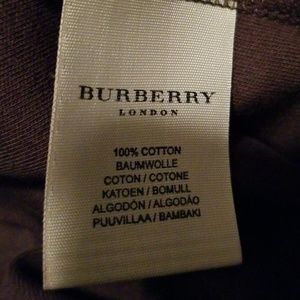 BURBERRY
LONDON
100% COTTON
BAUMWOLLE
COTON / COTONE
KATOEN / BOMULL
ALGODÓN / ALGODÃO
PUUVILLAA / BAMBAKI